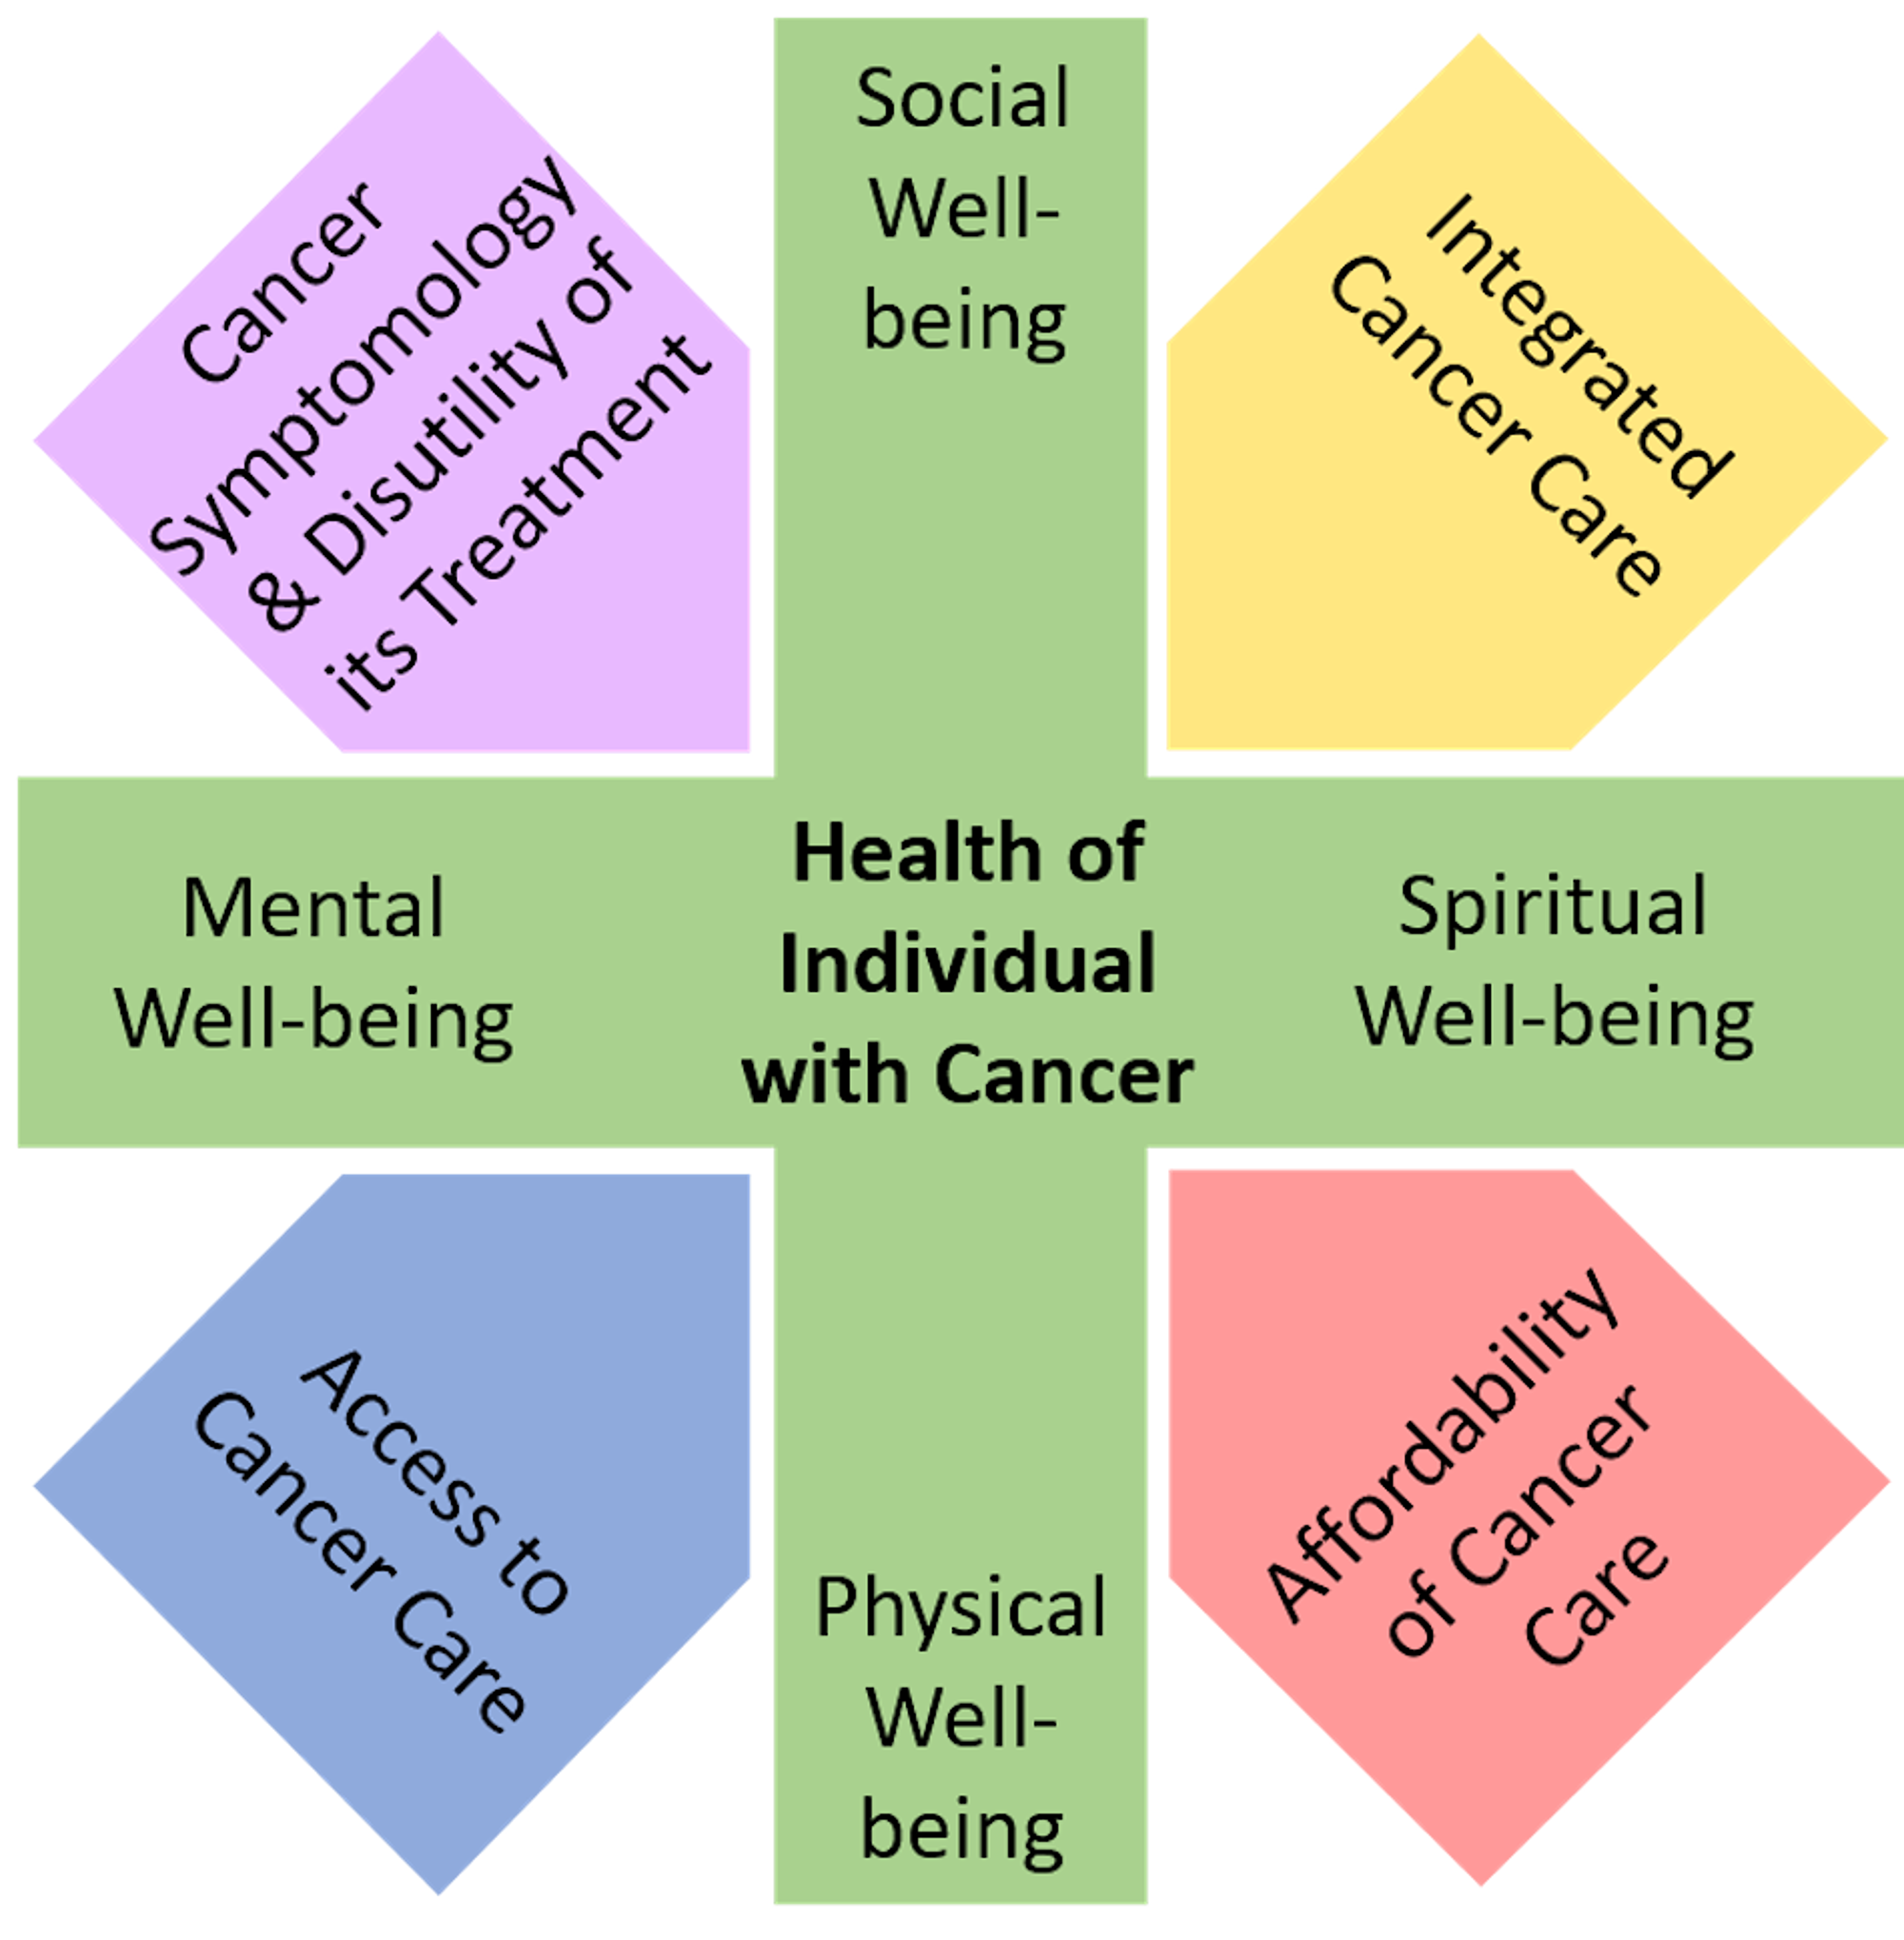 Cancer
Symptomology
& Disutility of
its Treatment
Social
Well-
being
Integrated
Cancer Care
Mental
Well-being
Health of
Individual
with Cancer
Spiritual
Well-being
Access to
Cancer Care
Physical
Well-
being
Affordability
of Cancer
Care